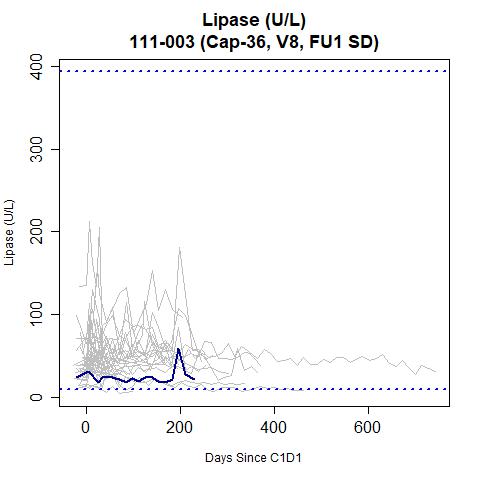 Lipase (U/L)
111-003 (Cap-36, V8, FU1 SD)
Lipase (U/L)
400
300
200
100
0
0
200
400
600
Days Since C1D1